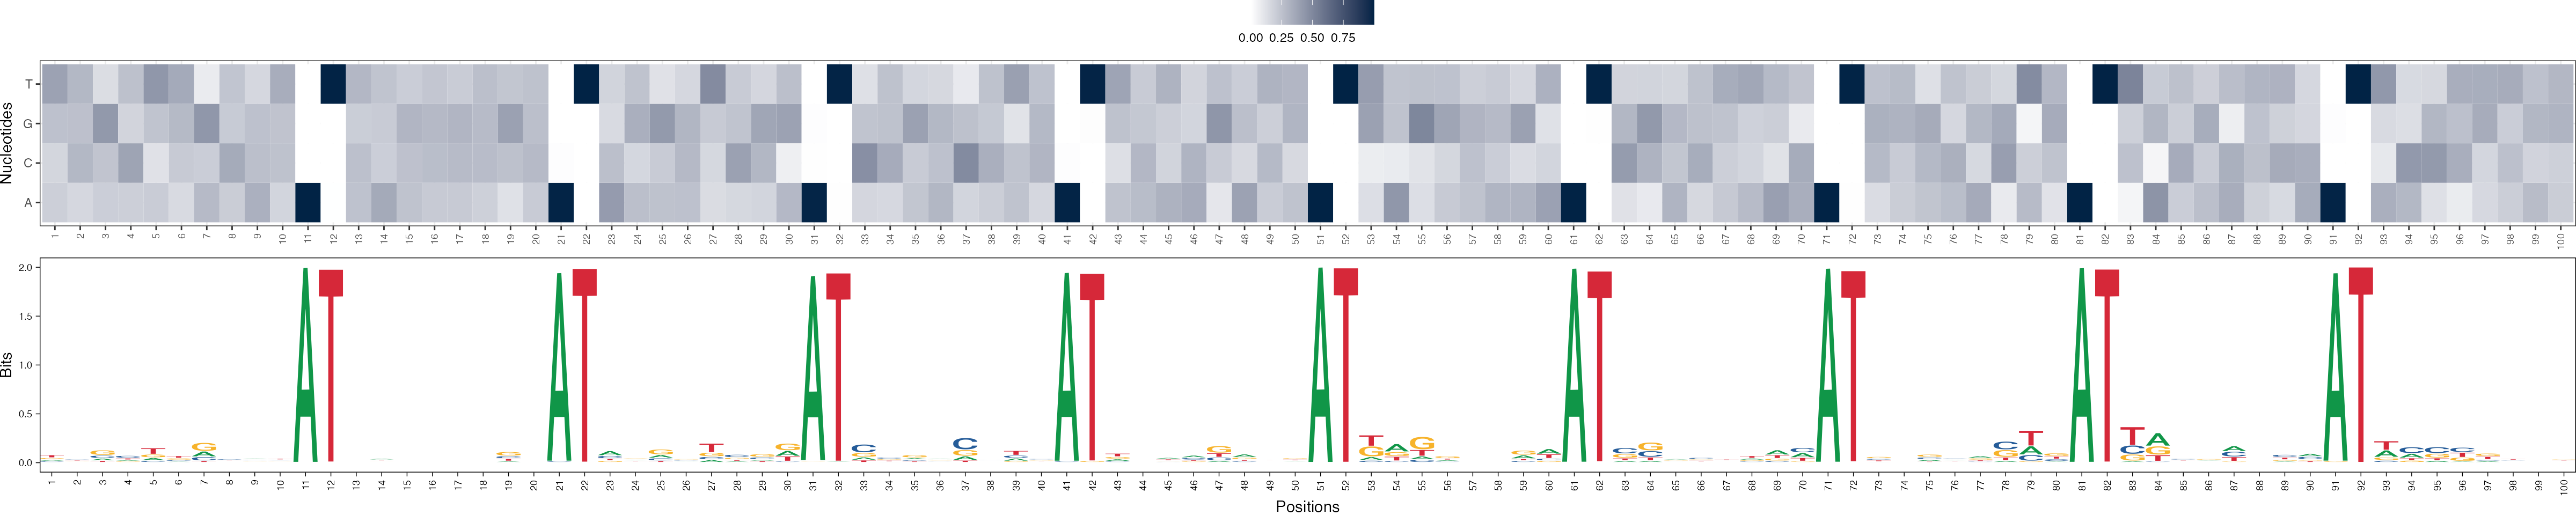 0.00 0.25 0.50 0.75
Nucleotides
T
G
C
A
1 2 3 4 5 6 7 8 9 10 11 12 13 14 15 16 17 18 19 20 21 22 23 24 25 26 27 28 29 30 31 32 33 34 35 36 37 38 39 40 41 42 43 44 45 46 47 48 49 50 51 52 53 54 55 56 57 58 59 60 61 62 63 64 65 66 67 68 69 70 71 72 73 74 75 76 77 78 79 80 81 82 83 84 85 86 87 88 89 90 91 92 93 94 95 96 97 98 99 100
Bits
2.0
1.5
1.0
0.5
0.0
AT AT AT AT AT AT AT AT AT
1 2 3 4 5 6 7 8 9 10 11 12 13 14 15 16 17 18 19 20 21 22 23 24 25 26 27 28 29 30 31 32 33 34 35 36 37 38 39 40 41 42 43 44 45 46 47 48 49 50 51 52 53 54 55 56 57 58 59 60 61 62 63 64 65 66 67 68 69 70 71 72 73 74 75 76 77 78 79 80 81 82 83 84 85 86 87 88 89 90 91 92 93 94 95 96 97 98 99 100
Positions